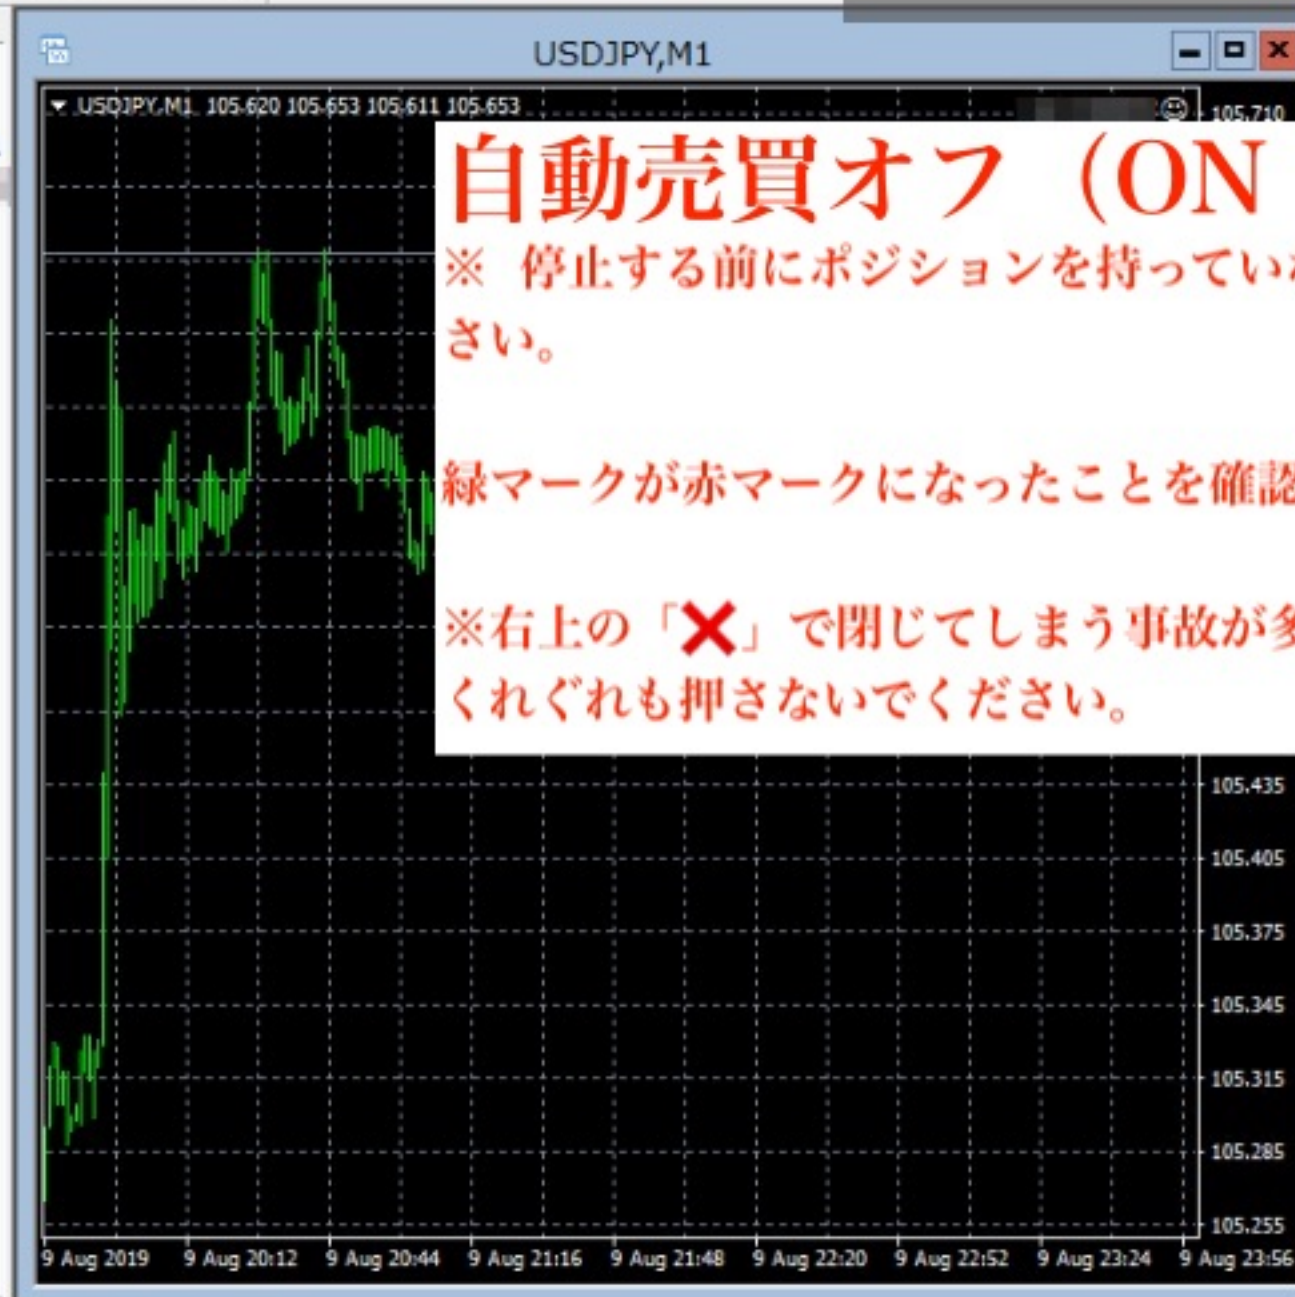 USDJPY,M1
USDJPY,M1 105.620 105.653 105.611 105.653
105.710
自動売買オフ（ON
※ 停止する前にポジションを持ってい
さい。
緑マークが赤マークになったことを確認
※右上の「❌」で閉じてしまう事故が多
くれぐれも押さないでください。
105.435
105.405
105.375
105.345
105.315
105.285
105.255
9 Aug 2019 9 Aug 20:12 9 Aug 20:44 9 Aug 21:16 9 Aug 21:48 9 Aug 22:20 9 Aug 22:52 9 Aug 23:24 9 Aug 23:56